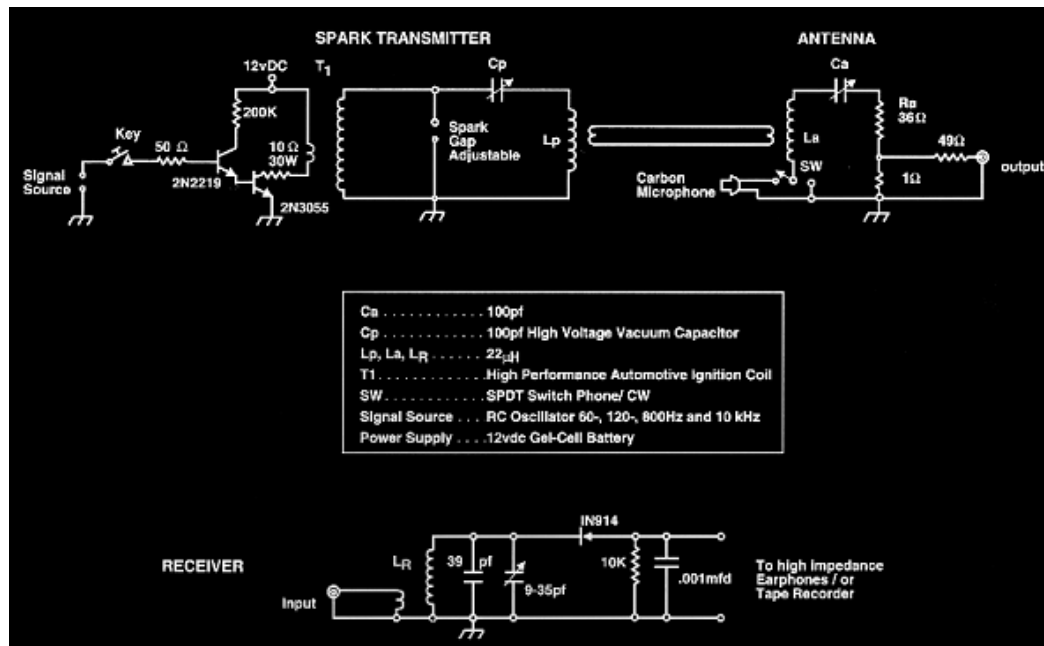 SPARK TRANSMITTER
ANTENNA
12vDC
T1
Cp
Ca
200K
Key
50 Ω
10 Ω
30W
Spark
Gap
Adjustable
Lp
La
Ra
36Ω
49Ω
output
Signal
Source
2N2219
2N3055
Carbon
Microphone
SW
1Ω
Ca . . . . . . . . . . . . 100pf
Cp . . . . . . . . . . . . 100pf High Voltage Vacuum Capacitor
Lp, La, LR . . . . . . 22μH
T1. . . . . . . . . . . . . High Performance Automotive Ignition Coil
SW . . . . . . . . . . . . SPDT Switch Phone/ CW
Signal Source . . . RC Oscillator 60-, 120-, 800Hz and 10 kHz
Power Supply . . . . 12vdc Gel-Cell Battery
RECEIVER
LR
39 pf
9-35pf
IN914
10K
.001mfd
Input
To high impedance
Earphones / or
Tape Recorder